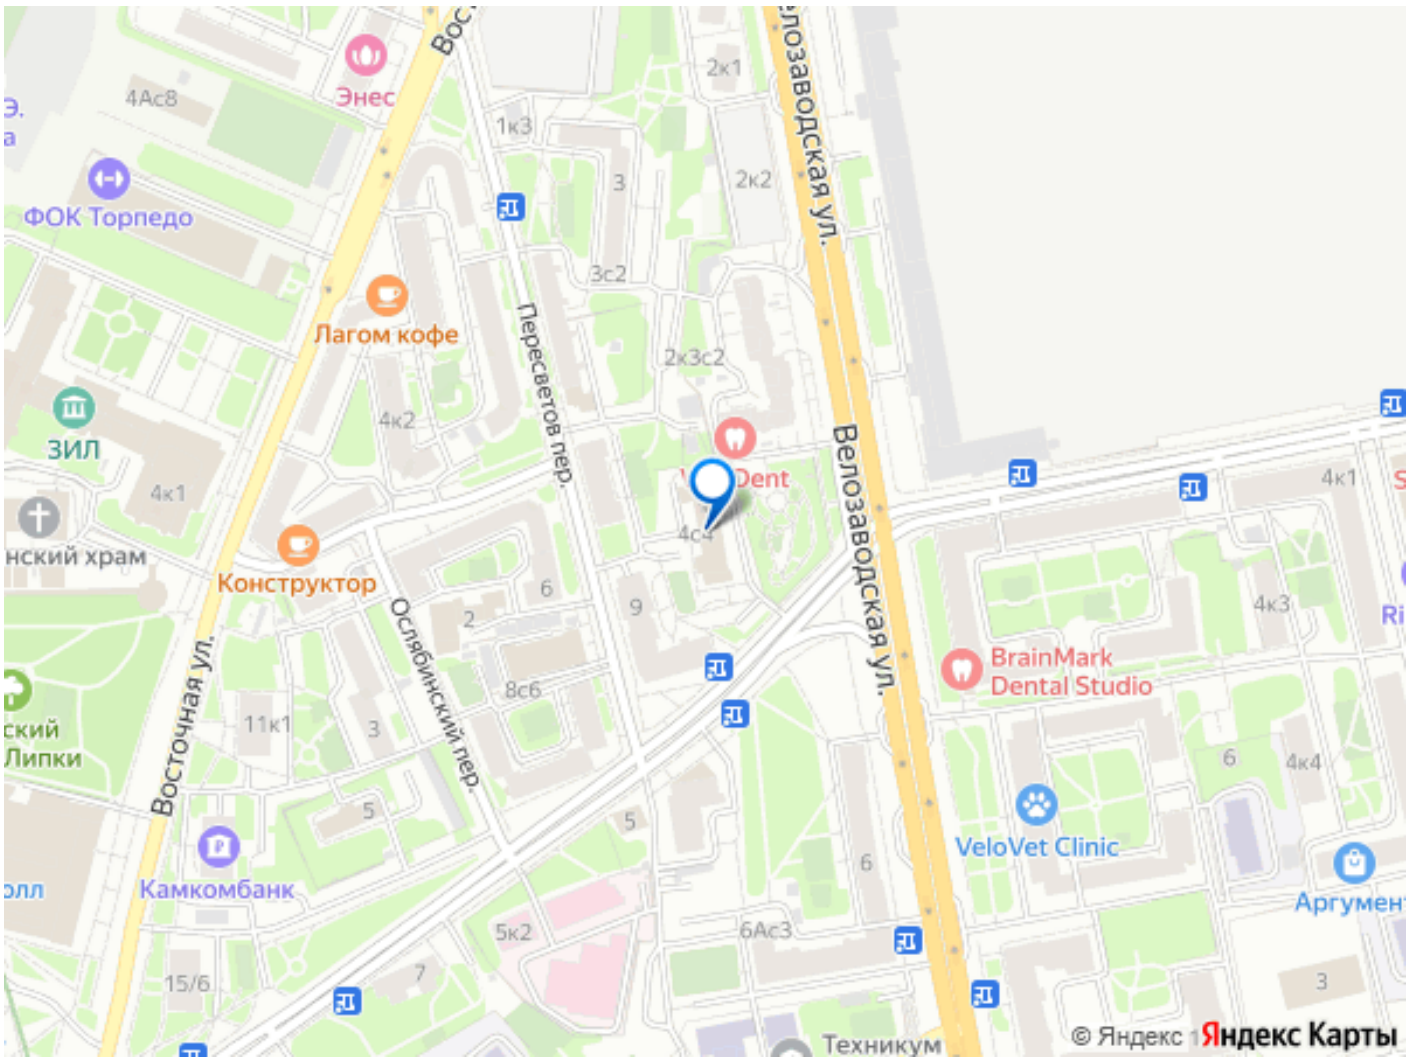 Вос
Энес
4Ас8
Э.
а
ФОК Торпедо
1к3
2к1
елозаводская ул.
3
2к2
3с2
Лагом кофе
Пересветов пер.
2к3с2
4к2
ЗИЛ
4к1
Dent
Велозаводская ул.
4к1
S
4с4
нский храм
Конструктор
6
2
9
4к3
Ri
Ослябинский пер.
BrainMark
Dental Studio
8с6
11к1
3
ский
Липки
Восточная ул.
6
4к4
5
5
VeloVet Clinic
6
Камкомбанк
олл
Аргумент
5к2
6Ас3
7
15/6
3
Техникум
© Яндекс 1
Яндекс Карты